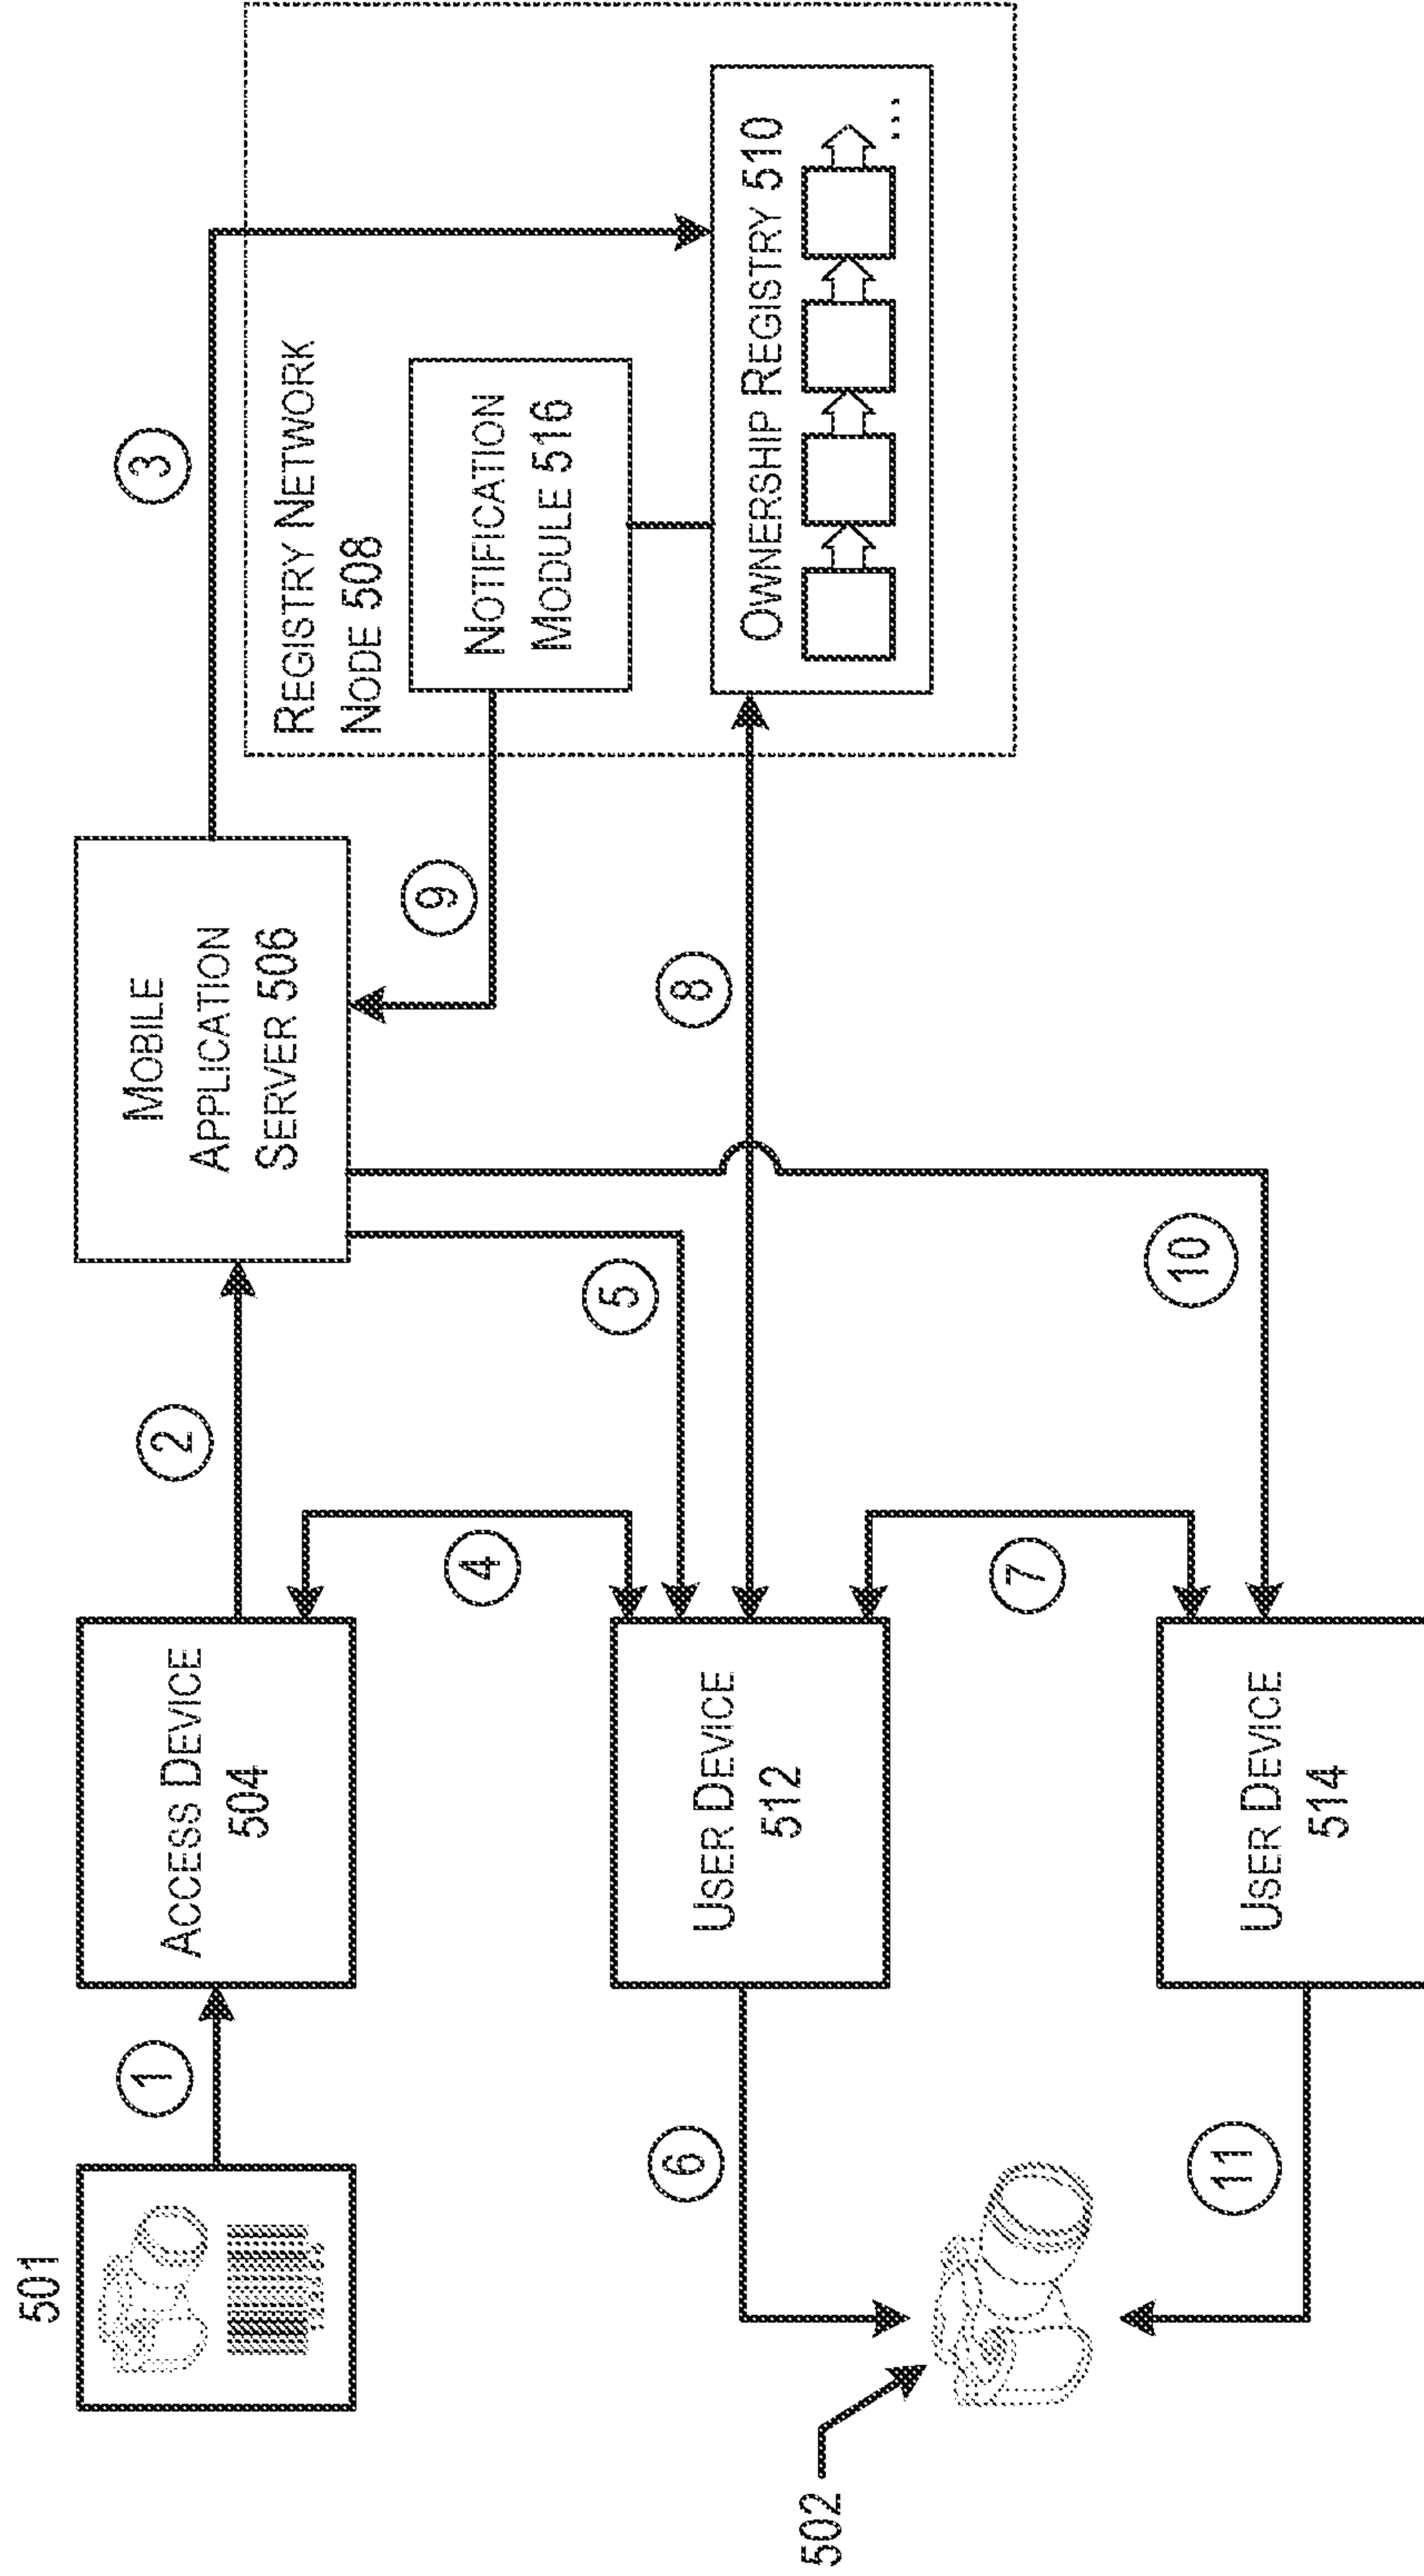 501
1
ACCESS DEVICE
504
2
MOBILE
APPLICATION
SERVER 506
3
REGISTRY NETWORK
NODE 508
NOTIFICATION
MODULE 516
9
4
5
8
OWNERSHIP REGISTRY 510
...
USER DEVICE
512
6
7
10
502
11
USER DEVICE
514